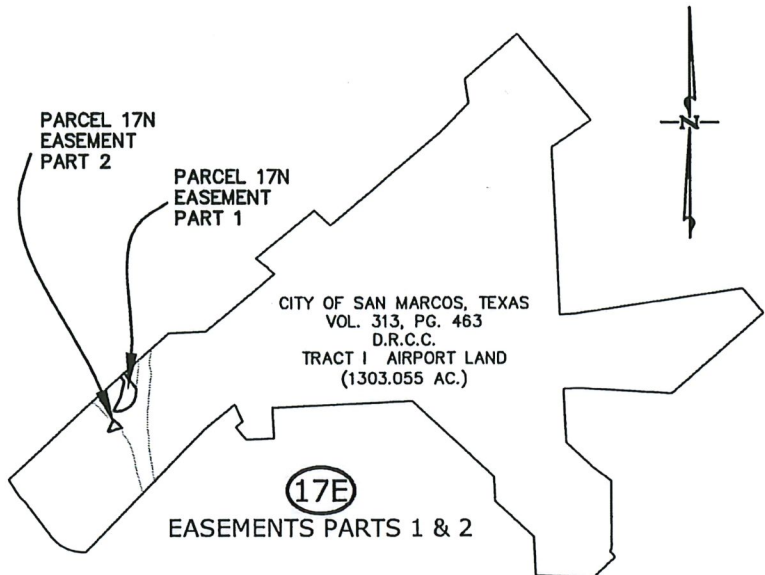 PARCEL 17N
EASEMENT
PART 2
PARCEL 17N
EASEMENT
PART 1
N
CITY OF SAN MARCOS, TEXAS
VOL. 313, PG. 463
D.R.C.C.
TRACT I AIRPORT LAND
(1303.055 AC.)
17E
EASEMENTS PARTS 1 & 2